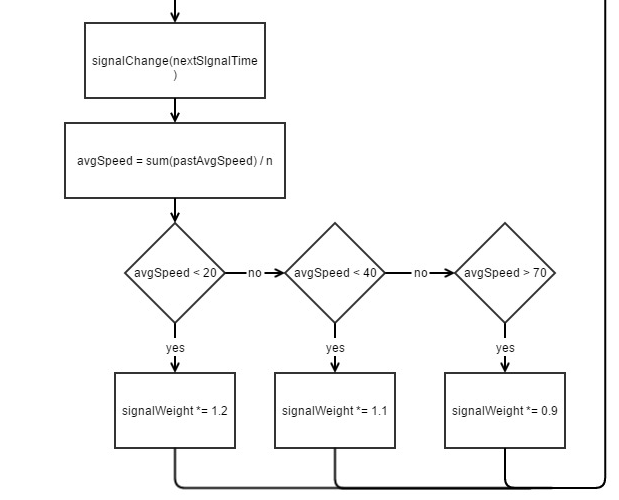 signalChange(nextSIgnalTime
)
avgSpeed = sum(pastAvgSpeed) / n
avgSpeed < 20
no
avgSpeed < 40
no
avgSpeed > 70
yes
yes
yes
signalWeight *= 1.2
signalWeight *= 1.1
signalWeight *= 0.9